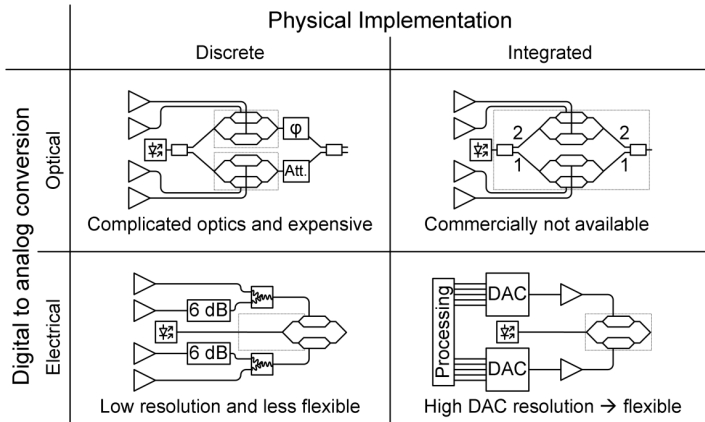 Physical Implementation
Discrete
Integrated
Digital to analog conversion
Optical
φ
Att.
Complicated optics and expensive
2
2
1
1
Commercially not available
Electrical
6 dB
6 dB
Low resolution and less flexible
Processing
DAC
DAC
High DAC resolution → flexible